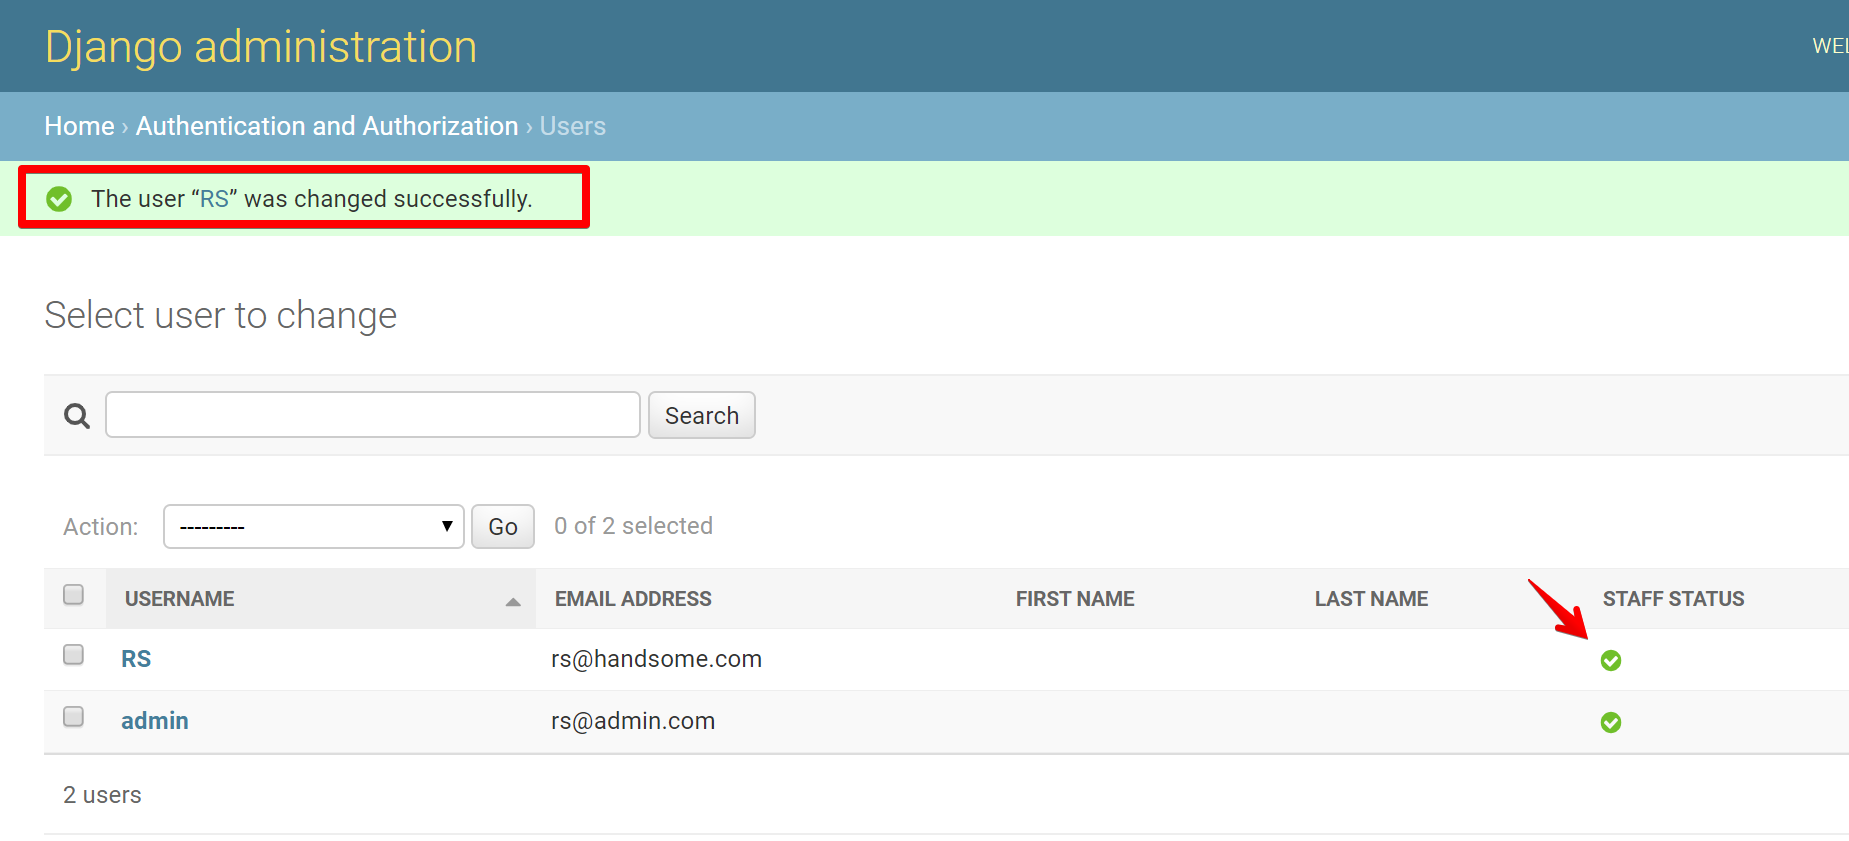 Django administration
WEL
Home › Authentication and Authorization › Users
The user “RS” was changed successfully.
Select user to change
Search
Action: --------- Go 0 of 2 selected
USERNAME EMAIL ADDRESS FIRST NAME LAST NAME STAFF STATUS
RS rs@handsome.com
admin rs@admin.com
2 users